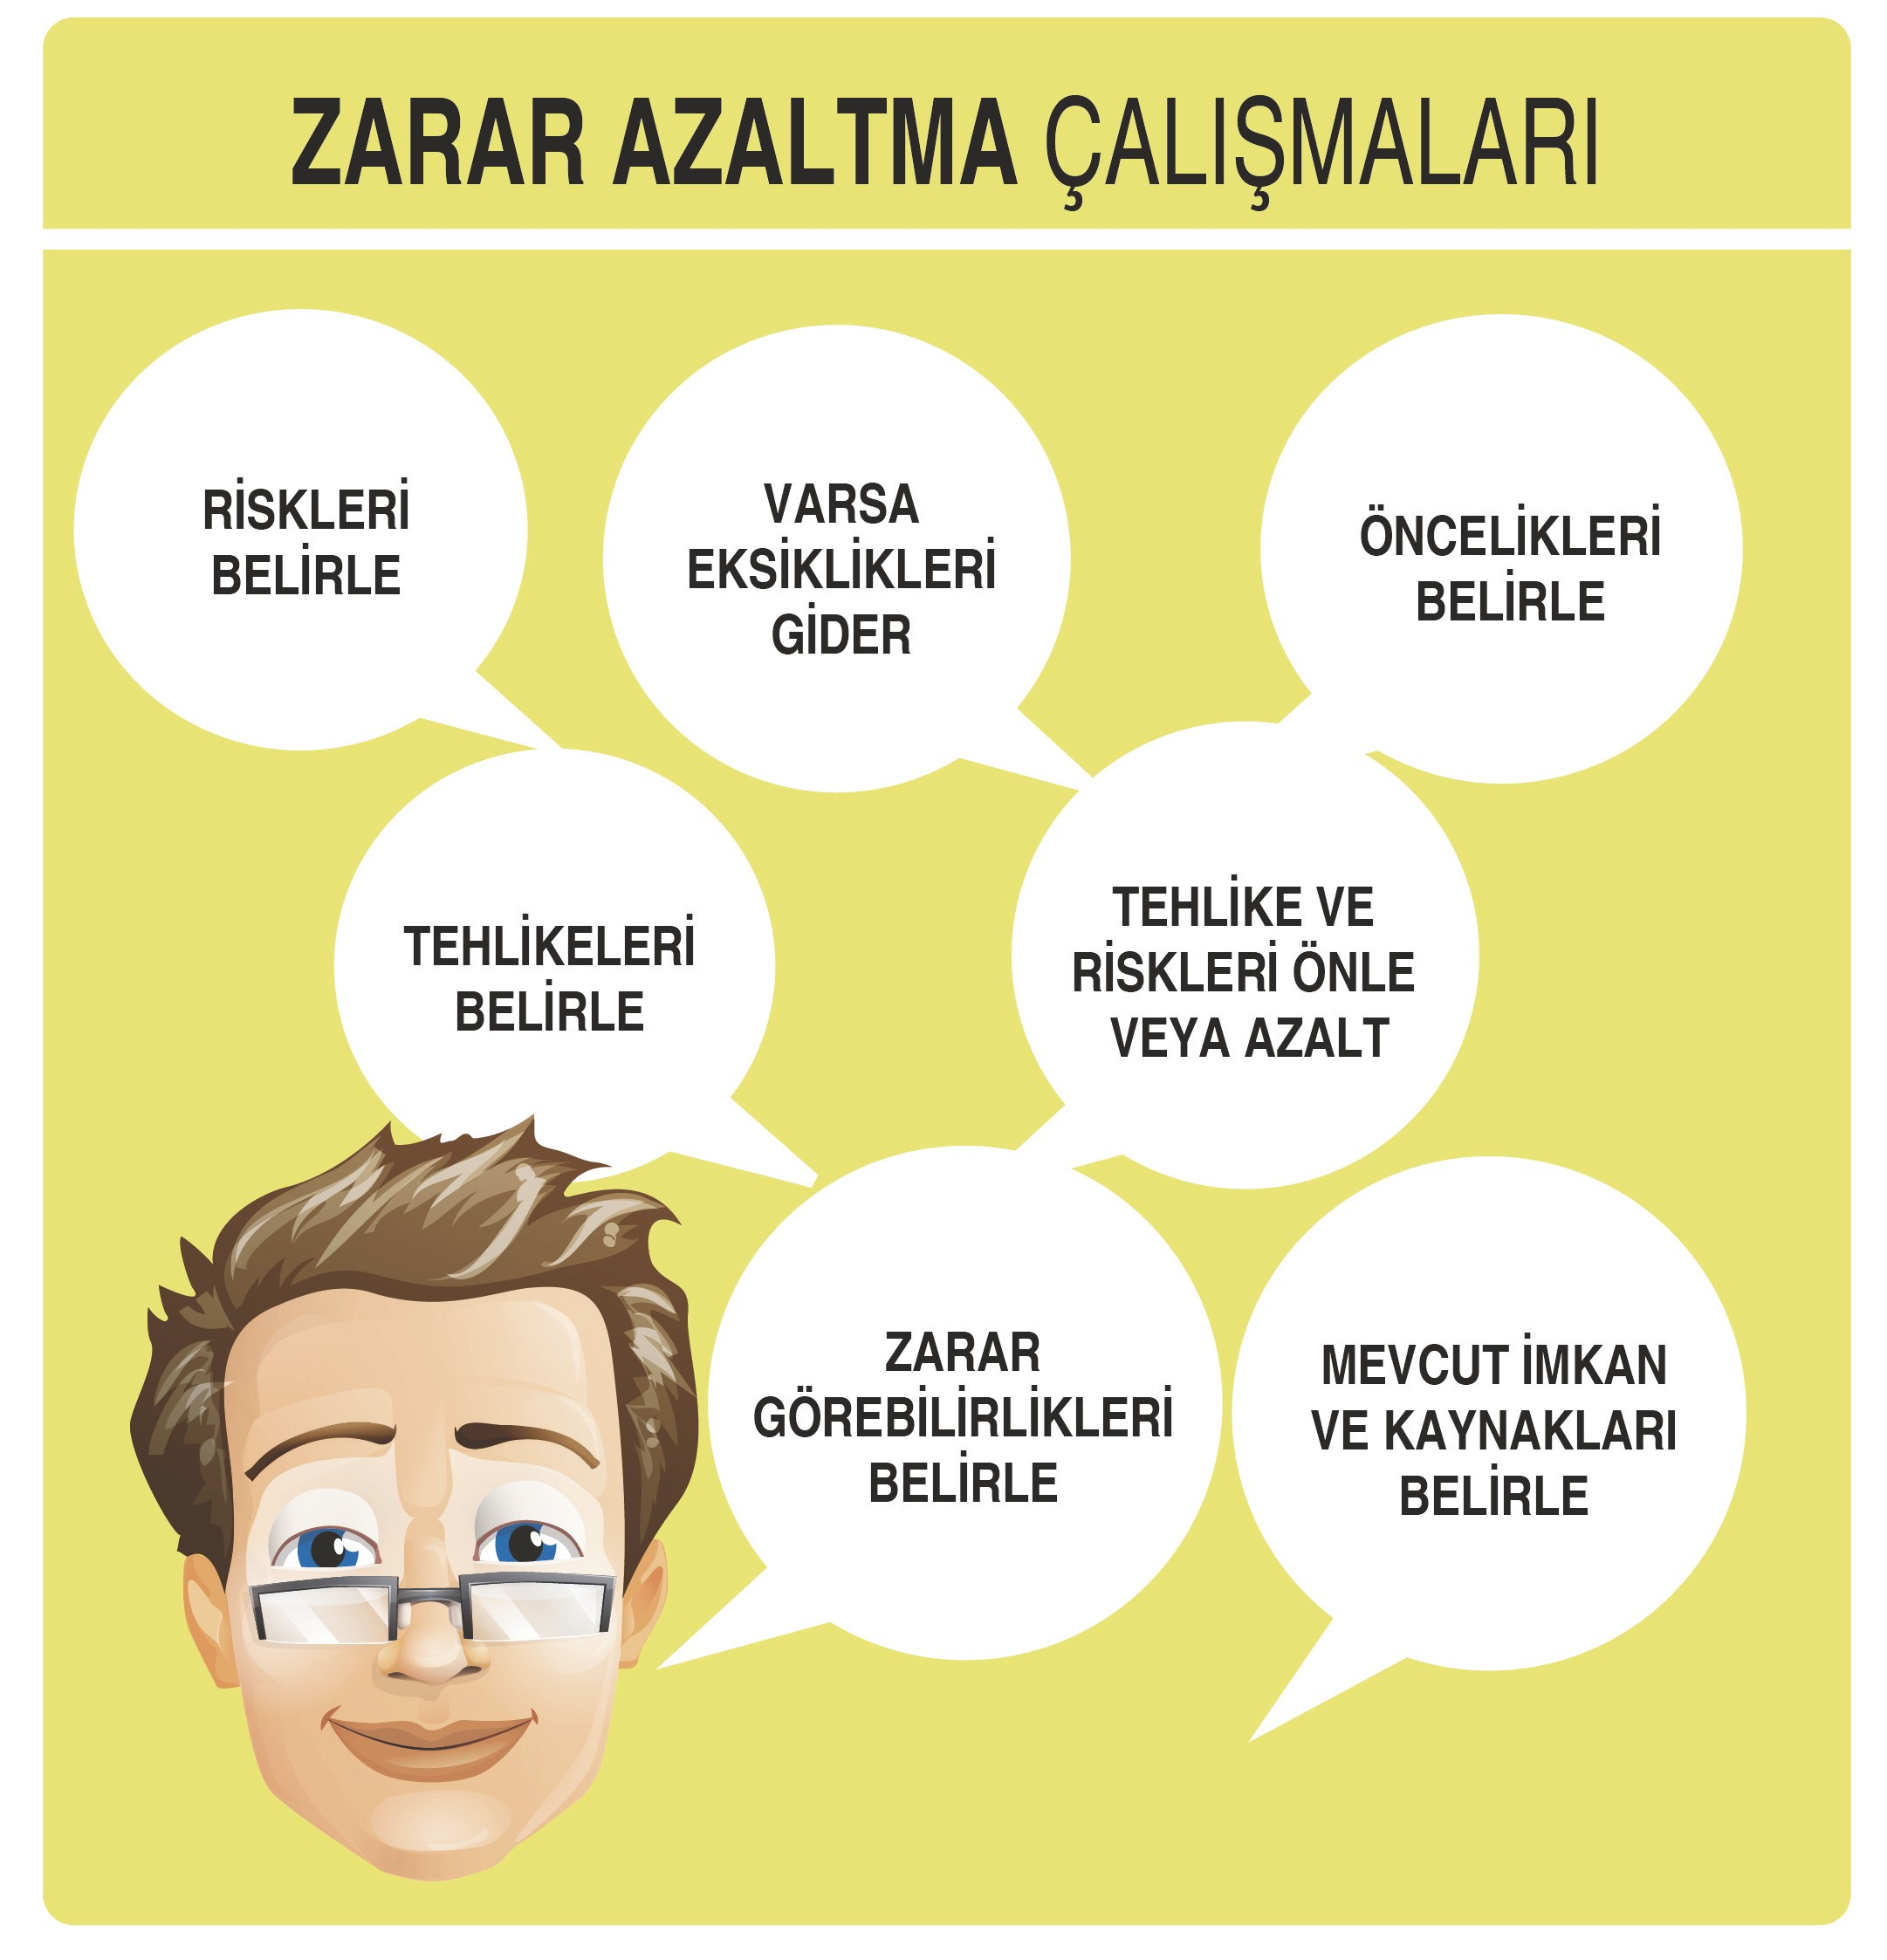 ZARAR AZALTMA ÇALIŞMALARI
RİSKLERİ
BELİRLE
VARSA
EKSİKLİKLERİ
GİDER
ÖNCELİKLERİ
BELİRLE
TEHLİKELERİ
BELİRLE
TEHLİKE VE
RİSKLERİ ÖNLE
VEYA AZALT
ZARAR
GÖREBİLİRLİKLERİ
BELİRLE
MEVCUT İMKAN
VE KAYNAKLARI
BELİRLE